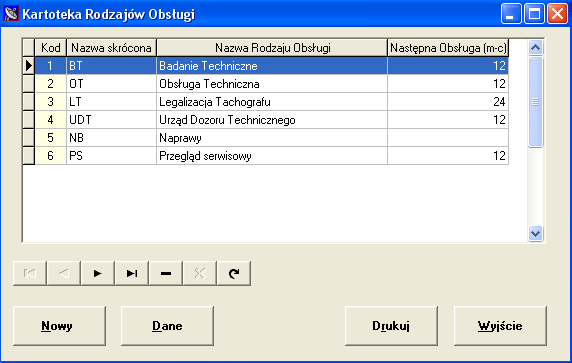 Kartoteka Rodzajów Obsługi
Kod Nazwa skrócona Nazwa Rodzaju Obsługi Następna Obsługa (m-c)
1 BT Badanie Techniczne 12
2 OT Obsługa Techniczna 12
3 LT Legalizacja Tachografu 24
4 UDT Urząd Dozoru Technicznego 12
5 NB Naprawy
6 PS Przegląd serwisowy 12
Nowy Dane Drukuj Wyjście